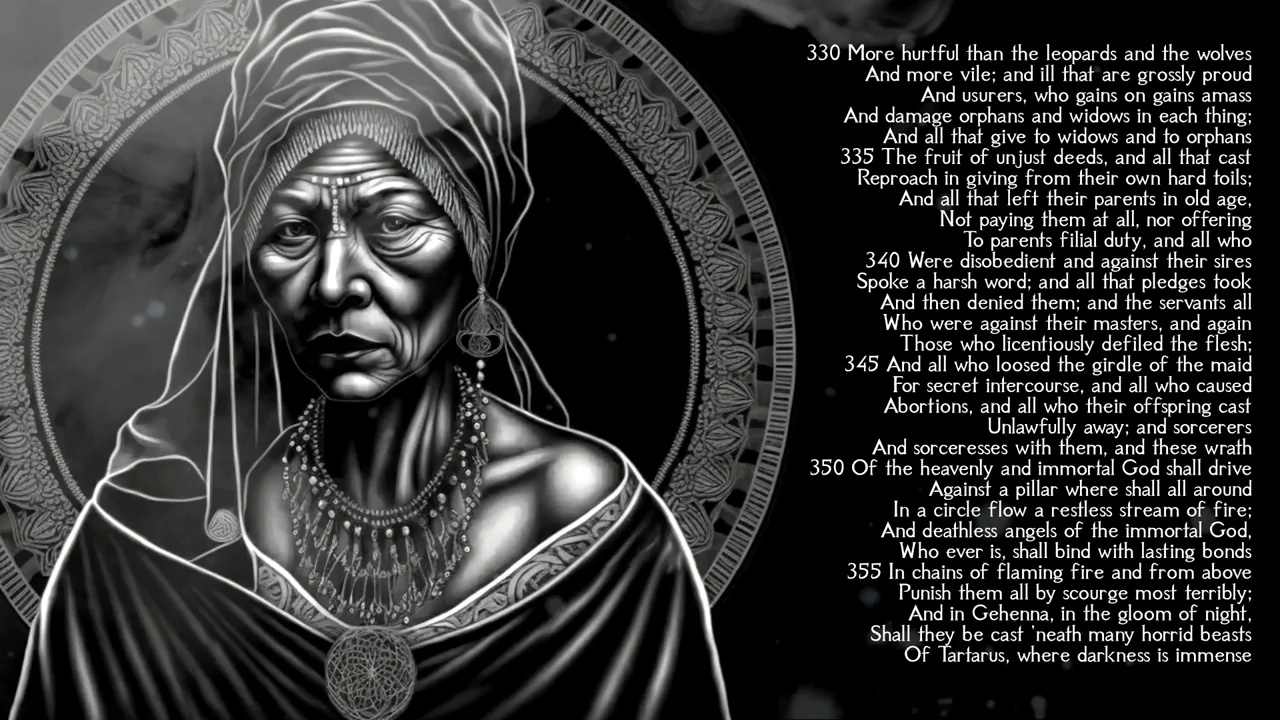 330 More hurtful than the leopards and the wolves
And more vile; and ill that are grossly proud
And usurers, who gains on gains amass
And damage orphans and widows in each thing;
And all that give to widows and to orphans
335 The fruit of unjust deeds, and all that cast
Reproach in giving from their own hard toils;
And all that left their parents in old age,
Not paying them at all, nor offering
To parents filial duty, and all who
340 Were disobedient and against their sires
Spoke a harsh word; and all that pledges took
And then denied them; and the servants all
Who were against their masters, and again
Those who licentiously defiled the flesh;
345 And all who loosed the girdle of the maid
For secret intercourse, and all who caused
Abortions, and all who their offspring cast
Unlawfully away; and sorcerers
And sorceresses with them, and these wrath
350 Of the heavenly and immortal God shall drive
Against a pillar where shall all around
In a circle flow a restless stream of fire;
And deathless angels of the immortal God,
Who ever is, shall bind with lasting bonds
355 In chains of flaming fire and from above
Punish them all by scourge most terribly;
And in Gehenna, in the gloom of night,
Shall they be cast 'neath many horrid beasts
Of Tartarus, where darkness is immense